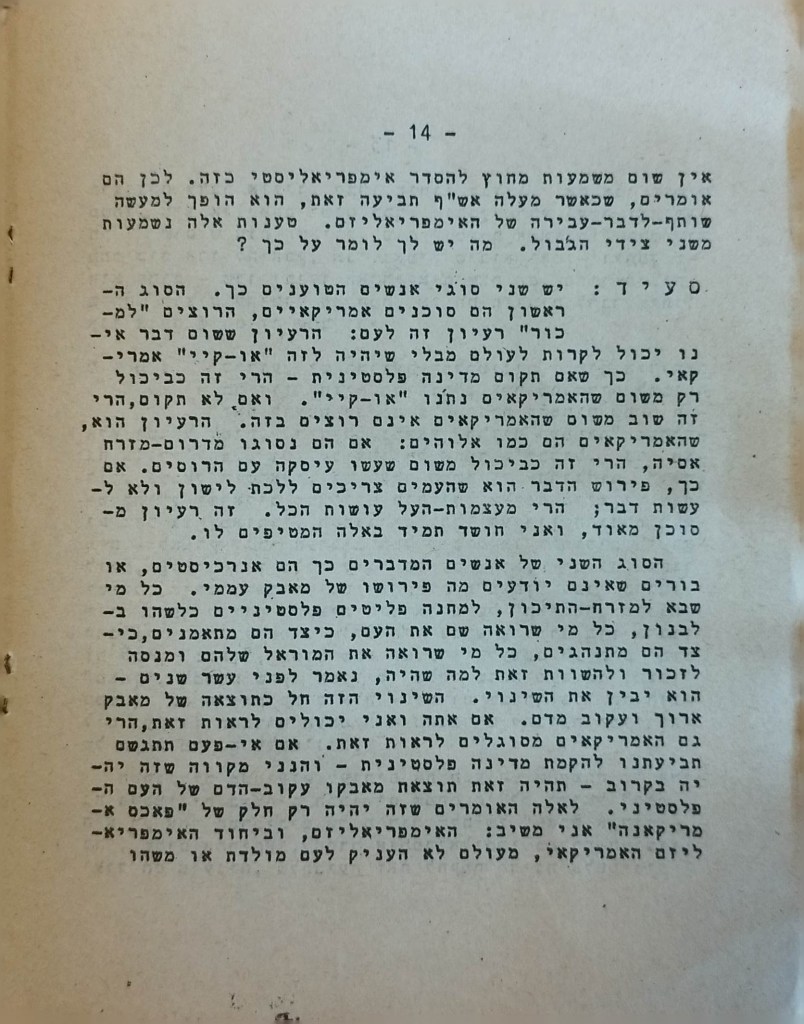 - 14 -
אין שום משמעות מחוץ להסדר אימפריאליסטי כזה. לכן הם
אומרים, שכאשר מעלה אש"ף תביעה זאת, הוא הופך למעשה
שותף-לדבר-עבירה של האימפריאליזם. טענות אלה נשמעות
משני צידי הגבול. מה יש לך לומר על כך ?
סעיד : יש שני סוגי אנשים הטוענים כך. הסוג ה-
ראשון הם סוכנים אמריקאיים, הרוצים "למ-
כור" רעיון זה לעם: הרעיון ששום דבר אי-
נו יכול לקרות לעולם מבלי שיהיה לזה "או-קיי" אמרי-
קאי. כך שאם תקום מדינה פלסטינית - הרי זה כביכול
רק משום שהאמריקאים נתנו "או-קיי". ואם לא תקום,הרי
זה שוב משום שהאמריקאים אינם רוצים בזה. הרעיון הוא,
שהאמריקאים הם כמו אלוהים: אם הם נסוגו מדרום-מזרח
אסיה, הרי זה כביכול משום שעשו עיסקה עם הרוסים. אם
כך, פירוש הדבר הוא שהעמים צריכים ללכת לישון ולא ל-
עשות דבר; הרי מעצמות-העל עושות הכל. זה רעיון מ-
סוכן מאוד, ואני חושד תמיד באלה המטיפים לו.
הסוג השני של אנשים המדברים כך הם אנרכיסטים, או
בורים שאינם יודעים מה פירושו של מאבק עממי. כל מי
שבא למזרח-התיכון, למחנה פליטים פלסטיניים כלשהו ב-
לבנון, כל מי שרואה שם את העם, כיצד הם מתאמנים,כי-
צד הם מתנהגים, כל מי שרואה את המוראל שלהם ומנסה
לזכור ולהשוות זאת למה שהיה, נאמר לפני עשר שנים -
הוא יבין את השינוי. השינוי הזה חל כתוצאה של מאבק
ארוך ועקוב מדם. אם אתה ואני יכולים לראות זאת,הרי
גם האמריקאים מסוגלים לראות זאת. אם אי-פעם תתגשם
תביעתנו להקמת מדינה פלסטינית - והנני מקווה שזה יה-
יה בקרוב - תהיה זאת תוצאת מאבקו עקוב-הדם של העם ה-
פלסטיני. לאלה האומרים שזה יהיה רק חלק של "פאכס א-
מריקאנה" אני משיב: האימפריאליזם, וביחוד האימפריא-
ליזם האמריקאי, מעולם לא העניק לעם מולדת או משהו